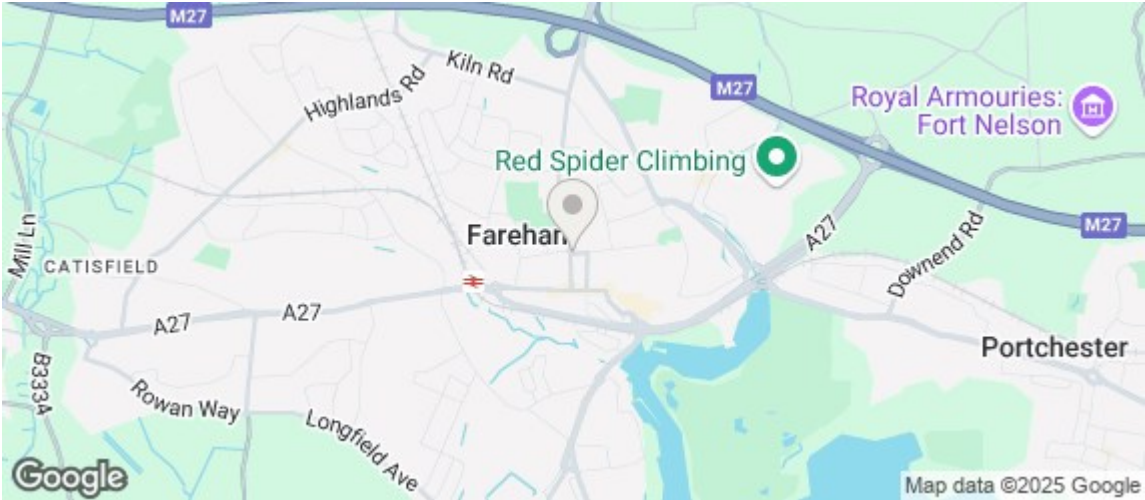 M27
Kiln Rd
M27
Highlands Rd
Royal Armouries:
Fort Nelson
Red Spider Climbing
M27
Mill Ln
Fareham
A27
Downend Rd
CATISFIELD
A27
A27
Portchester
B333A
Rowan Way
Longfield Ave
Google
Map data ©2025 Google